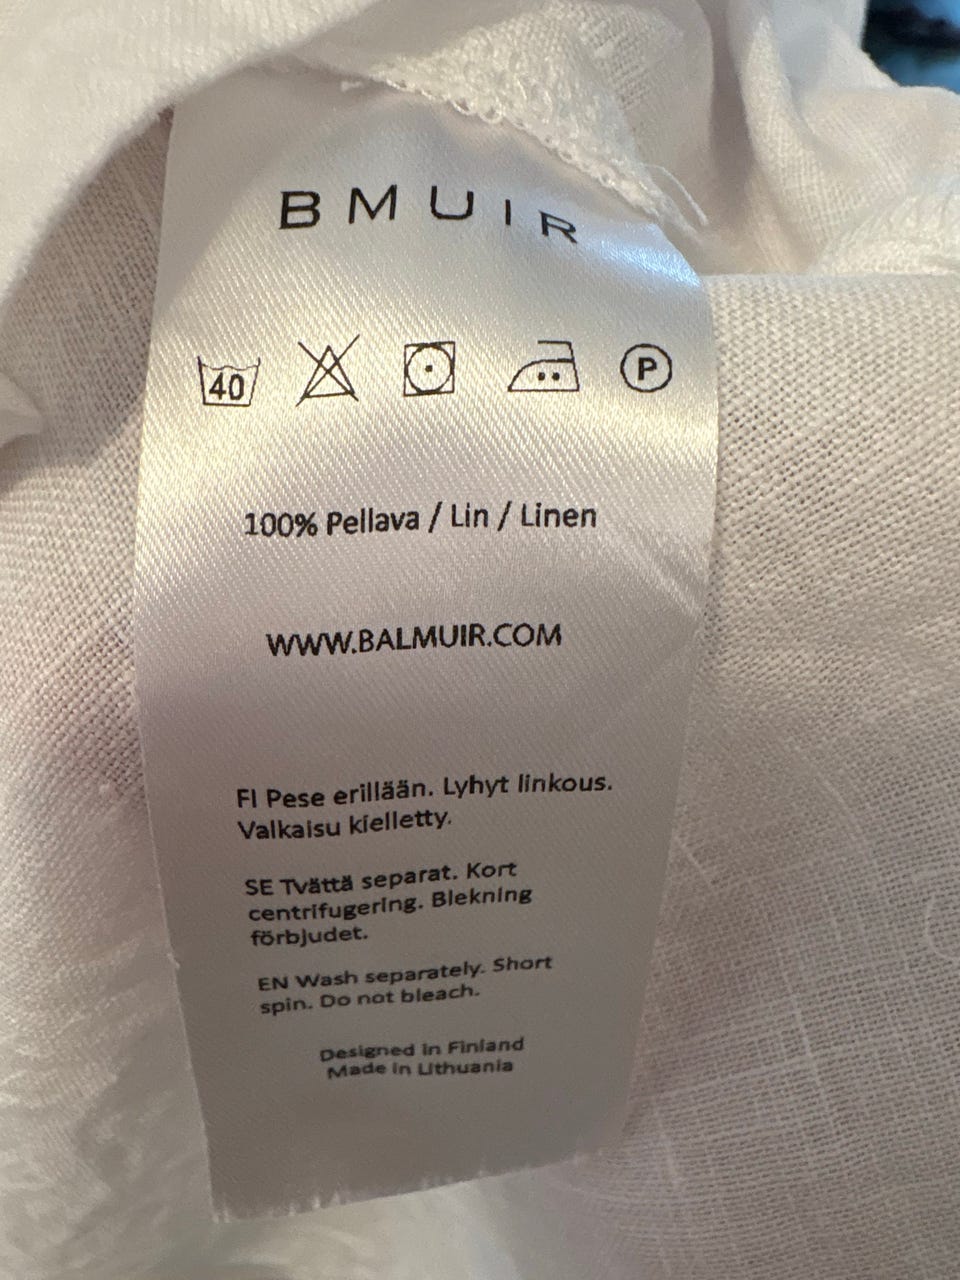 BMUIR
40
P
100% Pellava / Lin / Linen
WWW.BALMUIR.COM
FI Pese erillään. Lyhyt linkous.
Valkaisu kielletty.
SE Tvättä separat. Kort
centrifugering. Blekning
förbjudet.
EN Wash separately. Short
spin. Do not bleach.
Designed in Finland
Made in Lithuania